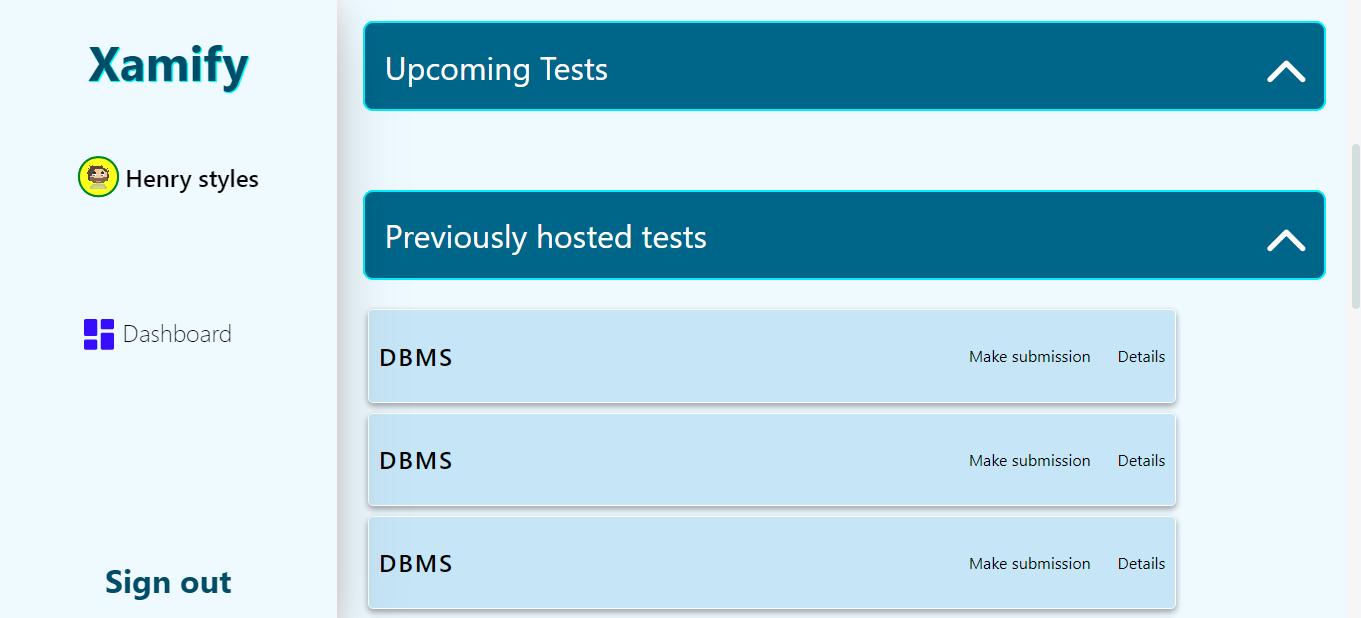 Xamify
Henry styles
Dashboard
Sign out
Upcoming Tests
Previously hosted tests
DBMS Make submission Details
DBMS Make submission Details
DBMS Make submission Details